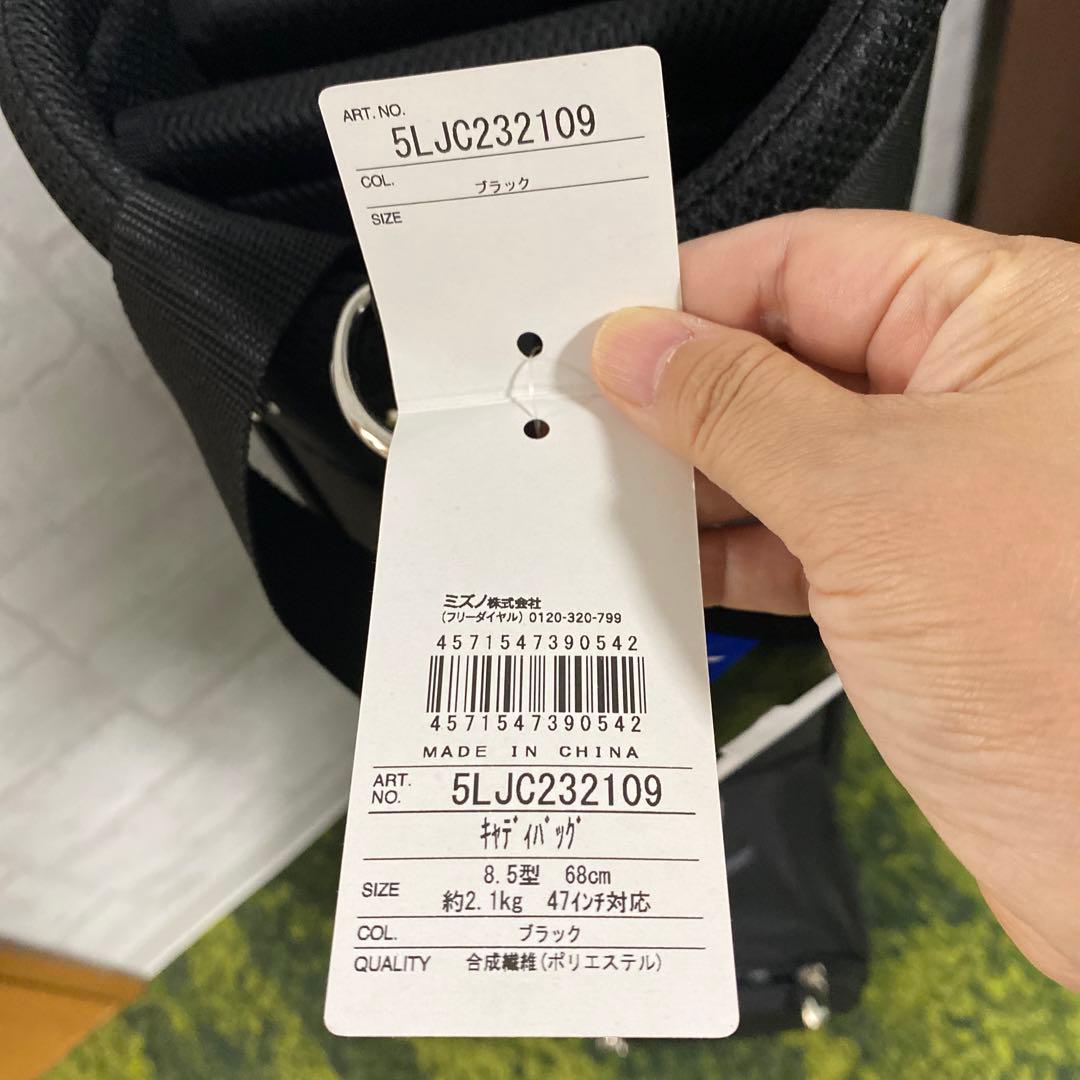 ART. NO.
5LJC232109
COL. ブラック
SIZE
ミズノ株式会社
(フリーダイヤル) 0120-320-799
4571547390542
4571547390542
MADE IN CHINA
ART. NO. 5LJC232109
ｷｬﾃﾞｨﾊﾞｯｸﾞ
SIZE 8.5型 68cm
約2.1kg 47ｲﾝﾁ対応
COL. ブラック
QUALITY 合成繊維(ポリエステル)